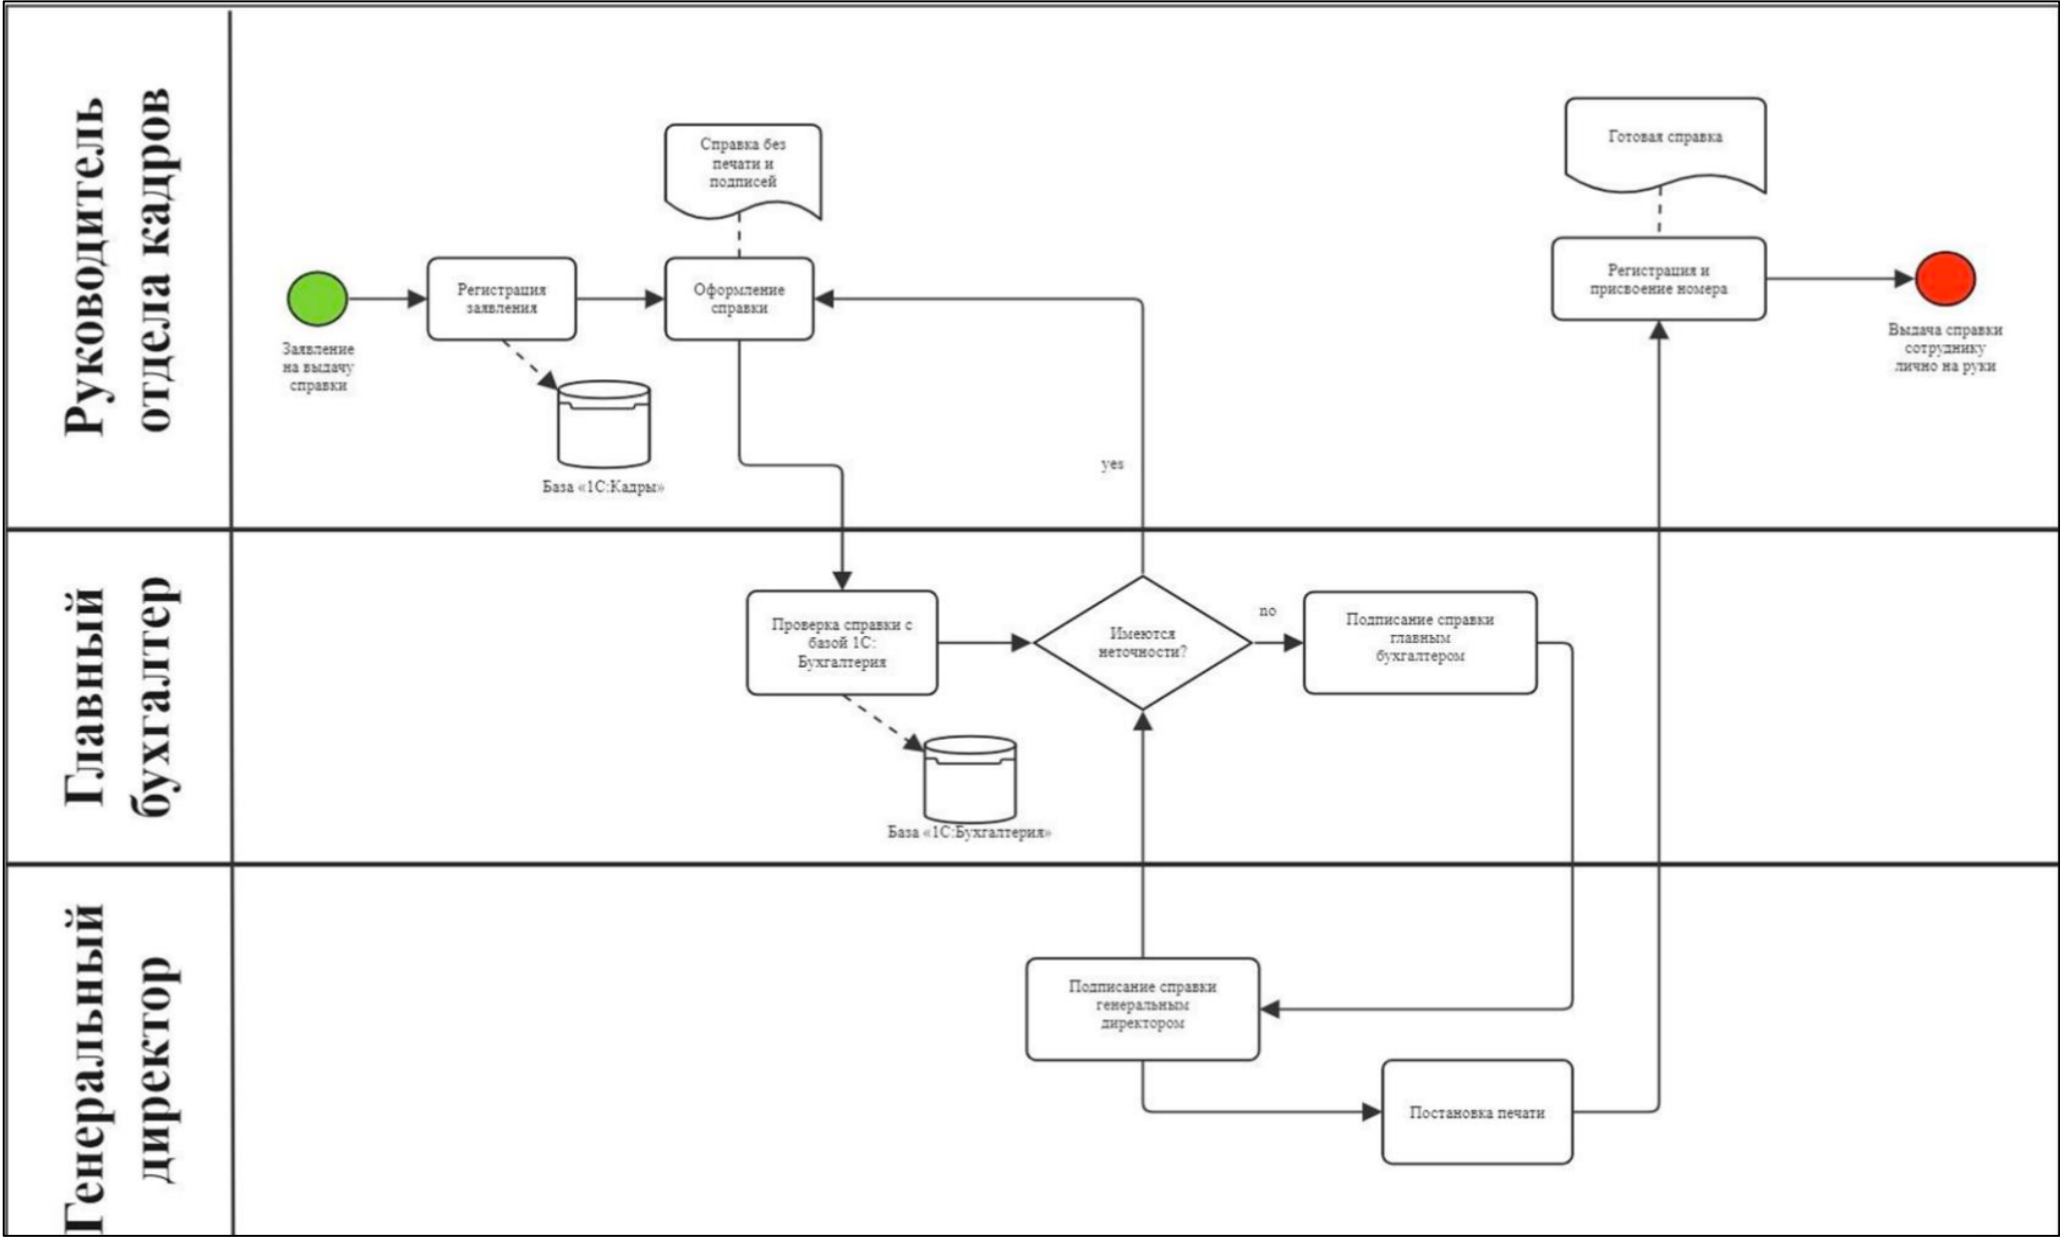 Руководитель
отдела кадров
Справка без
печати и
подписей
Готовая справка
Заявление
на выдачу
справки
Регистрация
заявления
Оформление
справки
Регистрация и
присвоение номера
Выдача справки
сотруднику
лично на руки
База «1С:Кадры»
yes
Главный
бухгалтер
Проверка справки с
базой 1С:
Бухгалтерия
Имеются
неточности?
no
Подписание справки
главным
бухгалтером
База «1С:Бухгалтерия»
Генеральный
директор
Подписание справки
генеральным
директором
Постановка печати